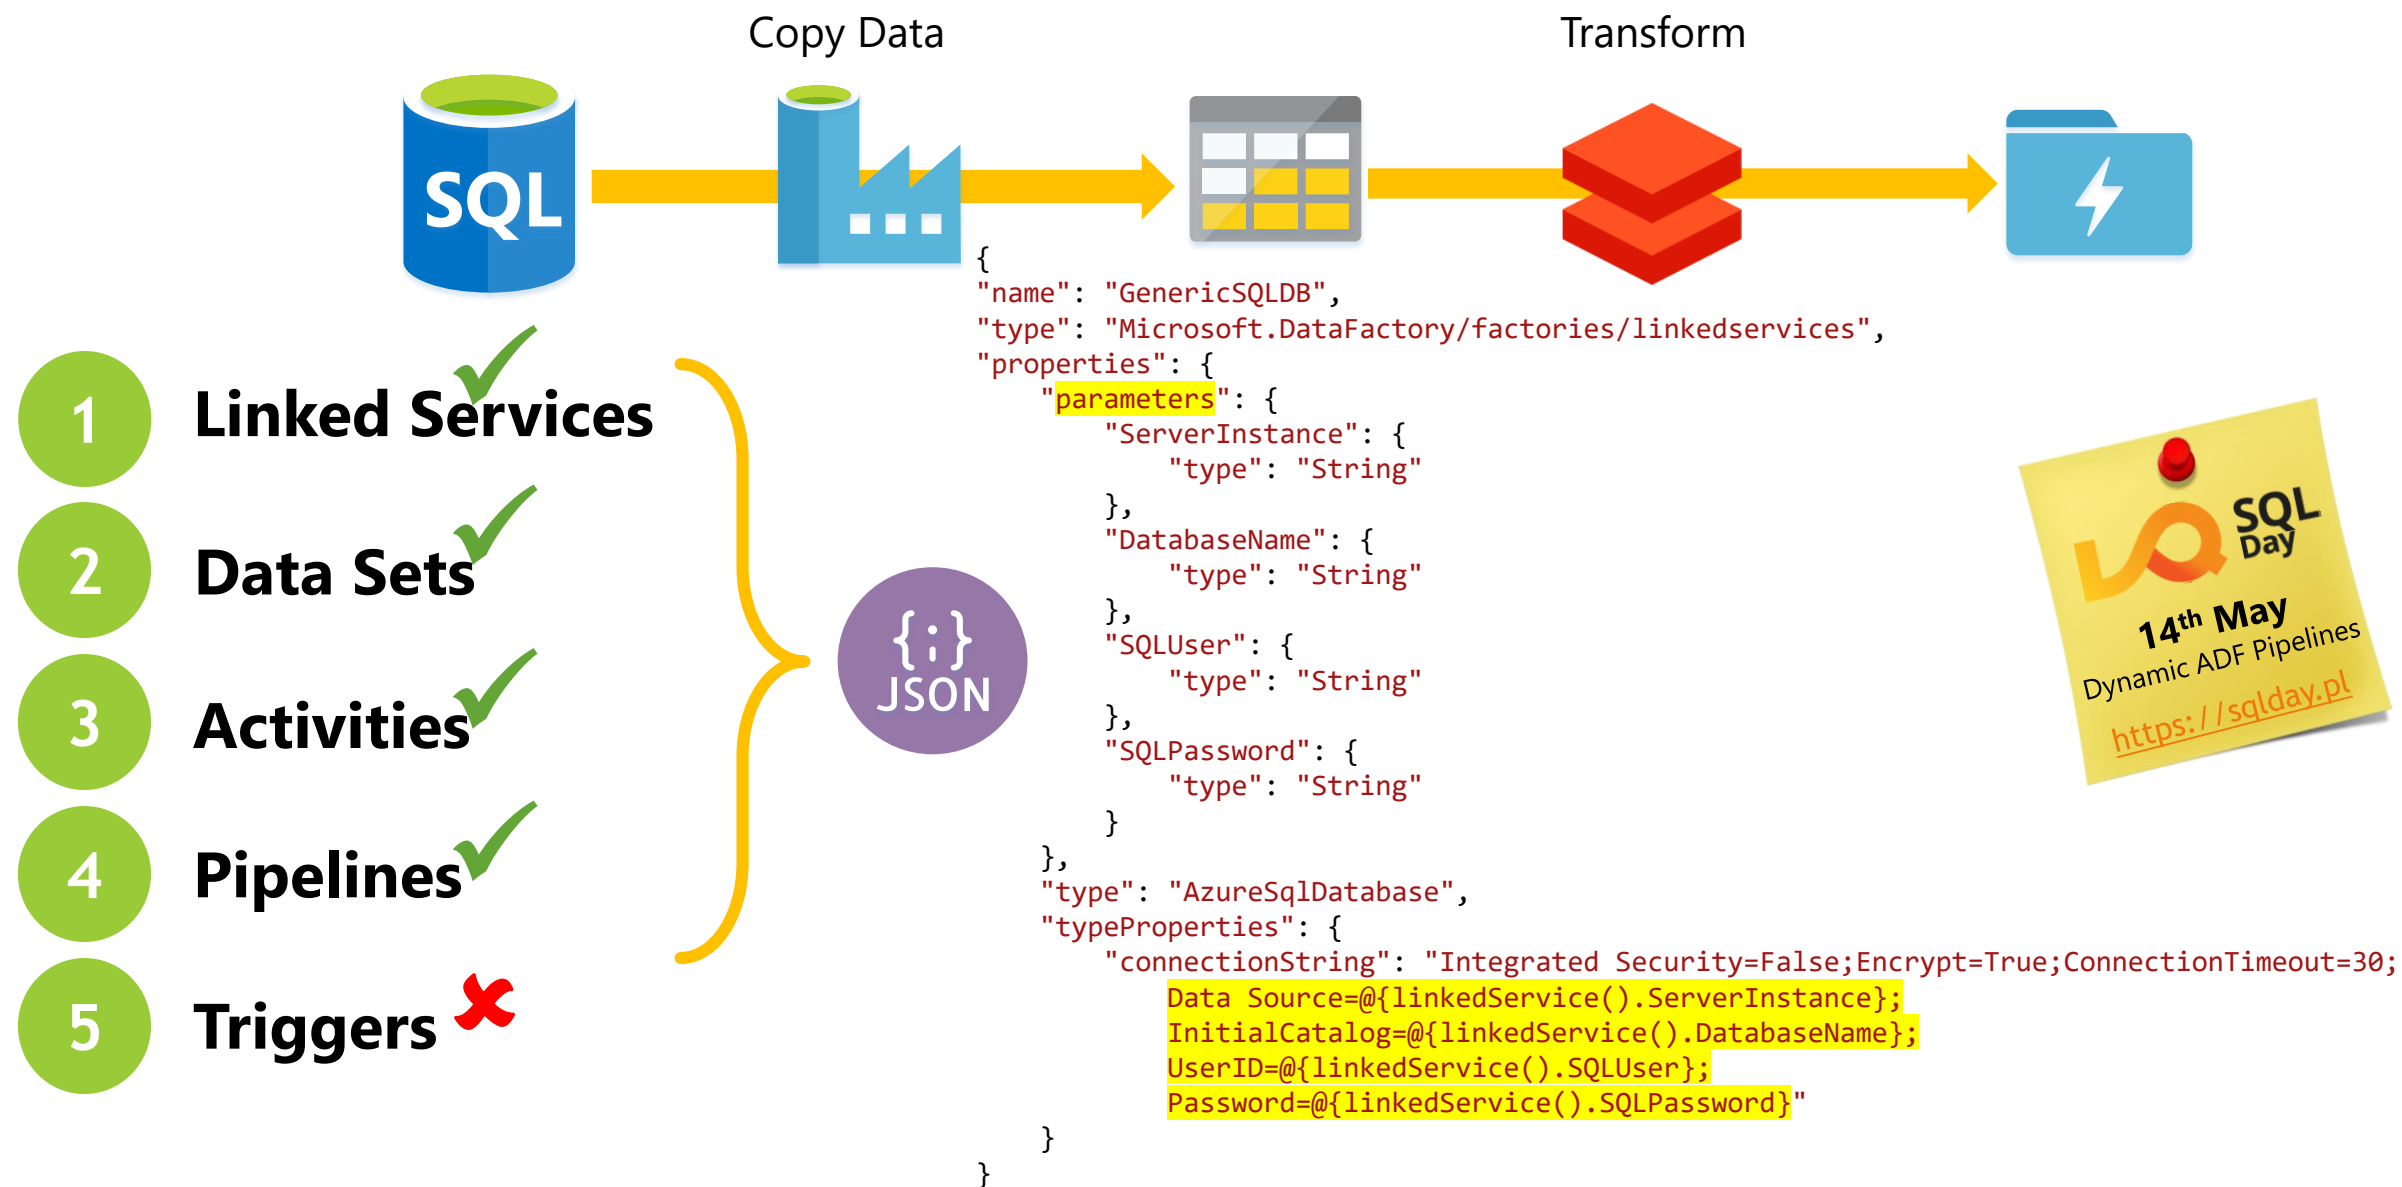 Copy Data
Transform
SQL
1
Linked Services
2
Data Sets
3
Activities
4
Pipelines
5
Triggers
{;}
JSON
{
"name": "GenericSQLDB",
"type": "Microsoft.DataFactory/factories/linkedservices",
"properties": {
    "parameters": {
        "ServerInstance": {
            "type": "String"
        },
        "DatabaseName": {
            "type": "String"
        },
        "SQLUser": {
            "type": "String"
        },
        "SQLPassword": {
            "type": "String"
        }
    },
    "type": "AzureSqlDatabase",
    "typeProperties": {
        "connectionString": "Integrated Security=False;Encrypt=True;ConnectionTimeout=30;
            Data Source=@{linkedService().ServerInstance};
            InitialCatalog=@{linkedService().DatabaseName};
            UserID=@{linkedService().SQLUser};
            Password=@{linkedService().SQLPassword}"
    }
}
SQL
Day
14th May
Dynamic ADF Pipelines
https://sqlday.pl